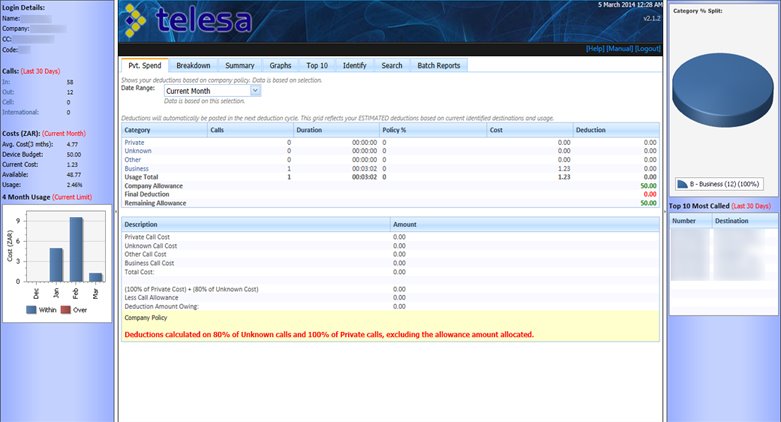 Login Details:
Name:
Company:
CC:
Code:
Calls: (Last 30 Days)
In: 58
Out: 12
Cell: 0
International: 0
Costs (ZAR): (Current Month)
Avg. Cost(3 mths): 4.77
Device Budget: 50.00
Current Cost: 1.23
Available: 48.77
Usage: 2.46%
4 Month Usage (Current Limit)
Cost (ZAR)
9
6
3
0
Dec Jan Feb Mar
Within Over
telesa
5 March 2014 12:28 AM
v2.1.2
[Help] [Manual] [Logout]
Pvt. Spend Breakdown Summary Graphs Top 10 Identify Search Batch Reports
Shows your deductions based on company policy. Data is based on selection.
Date Range: Current Month
Data is based on this selection.
Deductions will automatically be posted in the next deduction cycle. This grid reflects your ESTIMATED deductions based on current identified destinations and usage.
Category Calls Duration Policy % Cost Deduction
Private 0 00:00:00 0 0.00 0.00
Unknown 0 00:00:00 0 0.00 0.00
Other 0 00:00:00 0 0.00 0.00
Business 1 00:03:02 0 1.23 0.00
Usage Total 1 00:03:02 1.23 0.00
Company Allowance 50.00
Final Deduction 0.00
Remaining Allowance 50.00
Description Amount
Private Call Cost 0.00
Unknown Call Cost 0.00
Other Call Cost 0.00
Business Call Cost 0.00
Total Cost: 0.00
(100% of Private Cost) + (80% of Unknown Cost) 0.00
Less Call Allowance 0.00
Deduction Amount Owing: 0.00
Company Policy
Deductions calculated on 80% of Unknown calls and 100% of Private calls, excluding the allowance amount allocated.
Category % Split:
B - Business (12) (100%)
Top 10 Most Called (Last 30 Days)
Number Destination